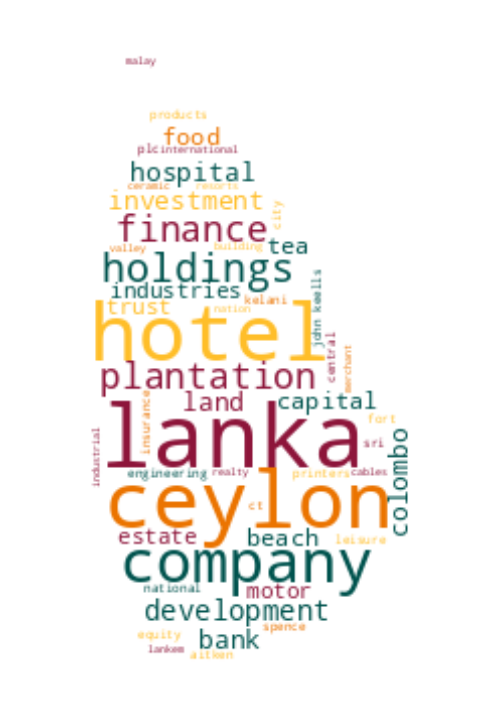 malay
products
food
plc international
hospital
ceramic resorts
investment
city
finance
valley building tea
holdings
industries kelani
john keells
trust nation
hotel
central
merchant
plantation
land capital
insurance
fort
lanka
sri
industrial
colombo
engineering realty printers cables
ceylon
ct
estate beach leisure
company
national motor
development
spence
equity bank
lankem aitken